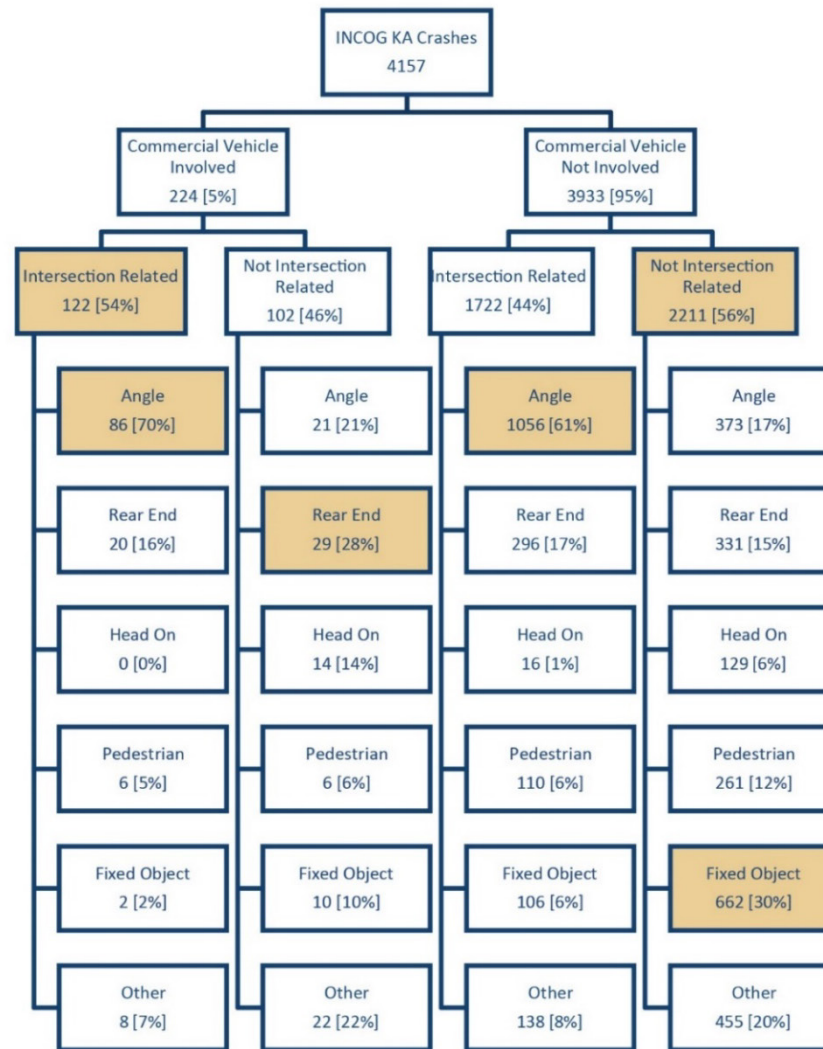 INCOG KA Crashes
4157
Commercial Vehicle
Involved
224 [5%]
Commercial Vehicle
Not Involved
3933 [95%]
Intersection Related
122 [54%]
Not Intersection
Related
102 [46%]
Intersection Related
1722 [44%]
Not Intersection
Related
2211 [56%]
Angle
86 [70%]
Angle
21 [21%]
Angle
1056 [61%]
Angle
373 [17%]
Rear End
20 [16%]
Rear End
29 [28%]
Rear End
296 [17%]
Rear End
331 [15%]
Head On
0 [0%]
Head On
14 [14%]
Head On
16 [1%]
Head On
129 [6%]
Pedestrian
6 [5%]
Pedestrian
6 [6%]
Pedestrian
110 [6%]
Pedestrian
261 [12%]
Fixed Object
2 [2%]
Fixed Object
10 [10%]
Fixed Object
106 [6%]
Fixed Object
662 [30%]
Other
8 [7%]
Other
22 [22%]
Other
138 [8%]
Other
455 [20%]